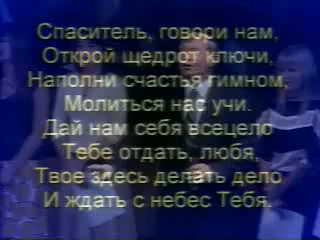 Спаситель, говори нам,
Открой щедрот ключи,
Наполни счастья гимном,
Молиться нас учи.
Дай нам себя всецело
Тебе отдать, любя,
Твое здесь делать дело
И ждать с небес Тебя.